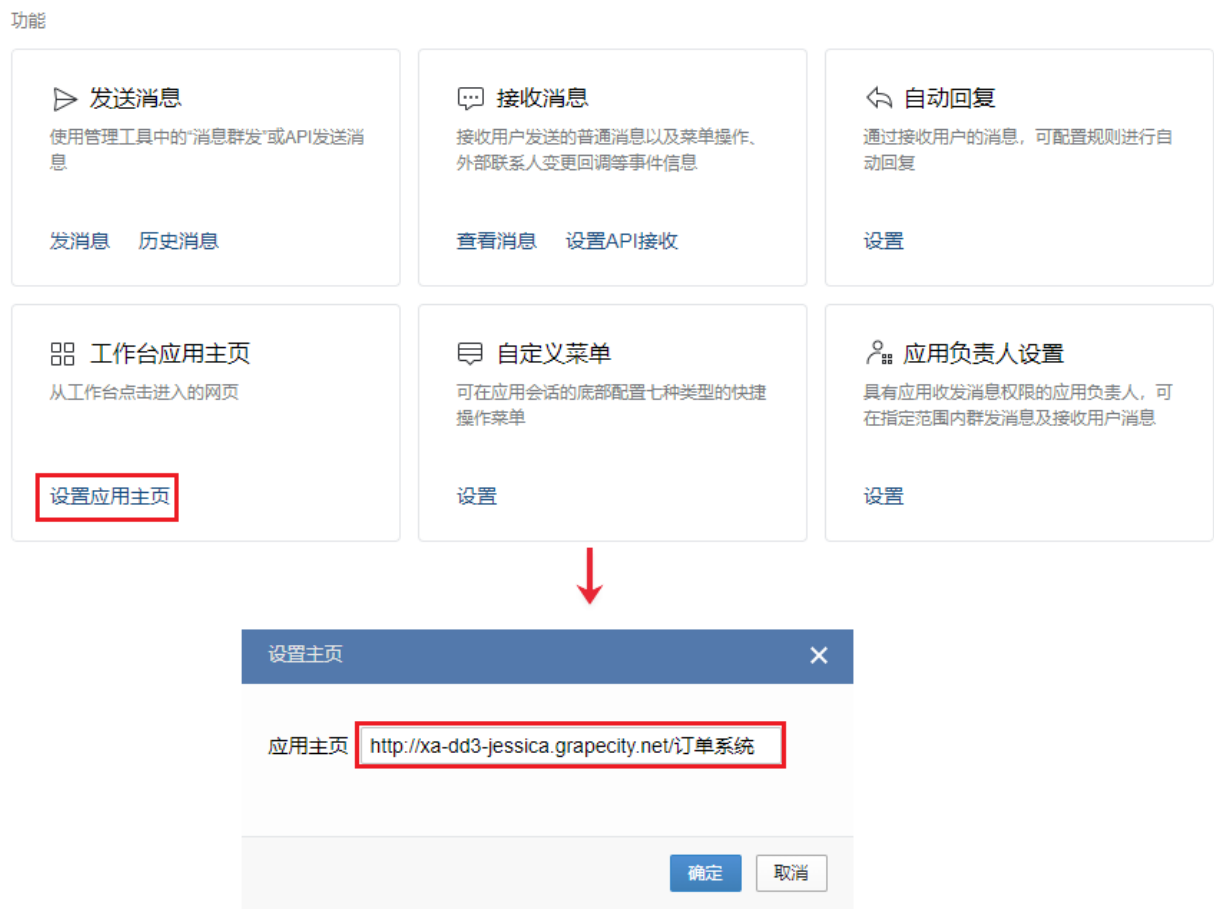 功能
发送消息
使用管理工具中的“消息群发”或API发送消
息
发消息 历史消息
接收消息
接收用户发送的普通消息以及菜单操作、
外部联系人变更回调等事件信息
查看消息 设置API接收
自动回复
通过接收用户的消息，可配置规则进行自
动回复
设置
工作台应用主页
从工作台点击进入的网页
设置应用主页
自定义菜单
可在应用会话的底部配置七种类型的快捷
操作菜单
设置
应用负责人设置
具有应用收发消息权限的应用负责人，可
在指定范围内群发消息及接收用户消息
设置
设置主页
应用主页 http://xa-dd3-jessica.grapecity.net/订单系统
确定 取消